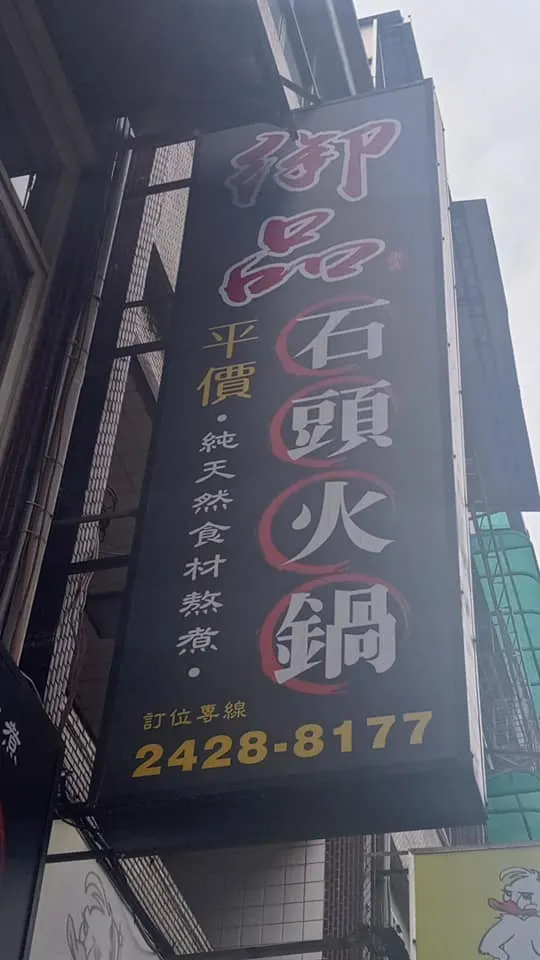 御品
石頭火鍋
平價
·純天然食材熬煮·
訂位專線
2428-8177
煮